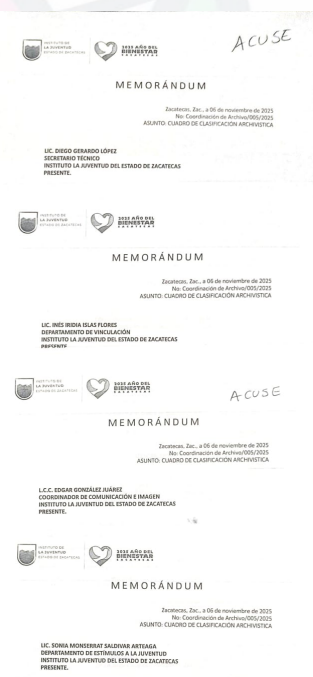 INSTITUTO DE
LA JUVENTUD
ESTADO DE ZACATECAS
2025 AÑO DEL
BIENESTAR
ZACATECAS
ACUSE
MEMORÁNDUM
Zacatecas, Zac., a 06 de noviembre de 2025
No: Coordinación de Archivo/005/2025
ASUNTO: CUADRO DE CLASIFICACIÓN ARCHIVISTICA
LIC. DIEGO GERARDO LÓPEZ
SECRETARIO TÉCNICO
INSTITUTO LA JUVENTUD DEL ESTADO DE ZACATECAS
PRESENTE.
INSTITUTO DE
LA JUVENTUD
ESTADO DE ZACATECAS
2025 AÑO DEL
BIENESTAR
ZACATECAS
MEMORÁNDUM
Zacatecas, Zac., a 06 de noviembre de 2025
No: Coordinación de Archivo/005/2025
ASUNTO: CUADRO DE CLASIFICACIÓN ARCHIVISTICA
LIC. INÉS IRIDIA ISLAS FLORES
DEPARTAMENTO DE VINCULACIÓN
INSTITUTO LA JUVENTUD DEL ESTADO DE ZACATECAS
PRESENTE
INSTITUTO DE
LA JUVENTUD
ESTADO DE ZACATECAS
2025 AÑO DEL
BIENESTAR
ZACATECAS
ACUSE
MEMORÁNDUM
Zacatecas, Zac., a 06 de noviembre de 2025
No: Coordinación de Archivo/005/2025
ASUNTO: CUADRO DE CLASIFICACIÓN ARCHIVISTICA
L.C.C. EDGAR GONZÁLEZ JUÁREZ
COORDINADOR DE COMUNICACIÓN E IMAGEN
INSTITUTO LA JUVENTUD DEL ESTADO DE ZACATECAS
PRESENTE.
INSTITUTO DE
LA JUVENTUD
ESTADO DE ZACATECAS
2025 AÑO DEL
BIENESTAR
ZACATECAS
MEMORÁNDUM
Zacatecas, Zac., a 06 de noviembre de 2025
No: Coordinación de Archivo/005/2025
ASUNTO: CUADRO DE CLASIFICACIÓN ARCHIVISTICA
LIC. SONIA MONSERRAT SALDIVAR ARTEAGA
DEPARTAMENTO DE ESTÍMULOS A LA JUVENTUD
INSTITUTO LA JUVENTUD DEL ESTADO DE ZACATECAS
PRESENTE.